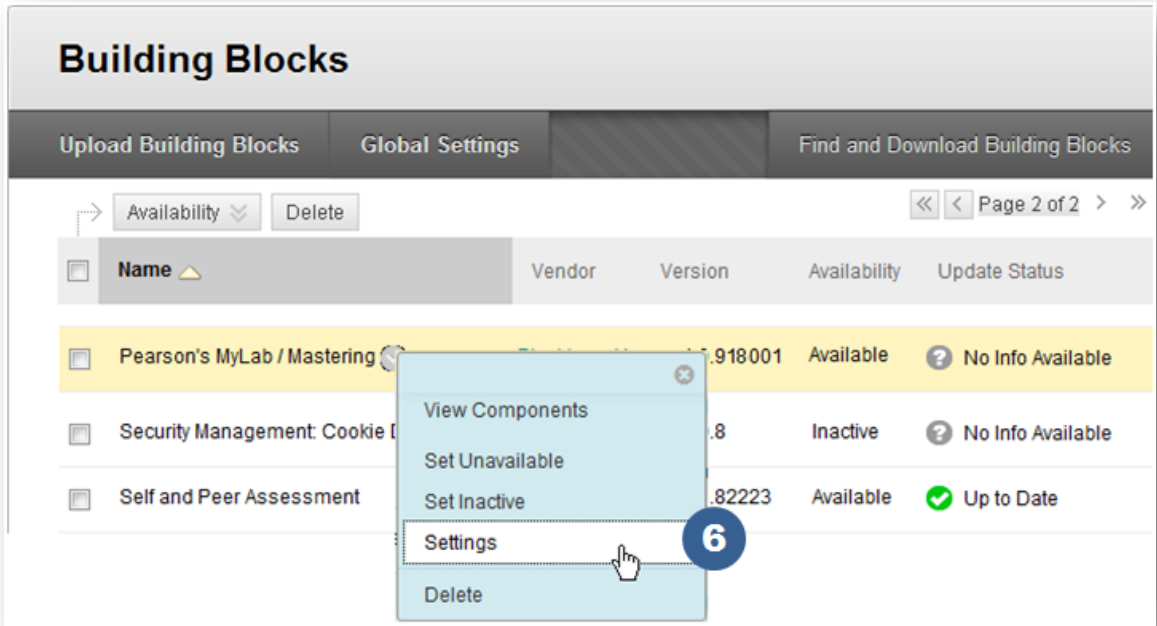 Building Blocks
Upload Building Blocks Global Settings Find and Download Building Blocks
Availability Delete Page 2 of 2
Name Vendor Version Availability Update Status
Pearson's MyLab / Mastering .918001 Available No Info Available
View Components
Security Management: Cookie .8 Inactive No Info Available
Set Unavailable
Self and Peer Assessment .82223 Available Up to Date
Set Inactive
Settings 6
Delete